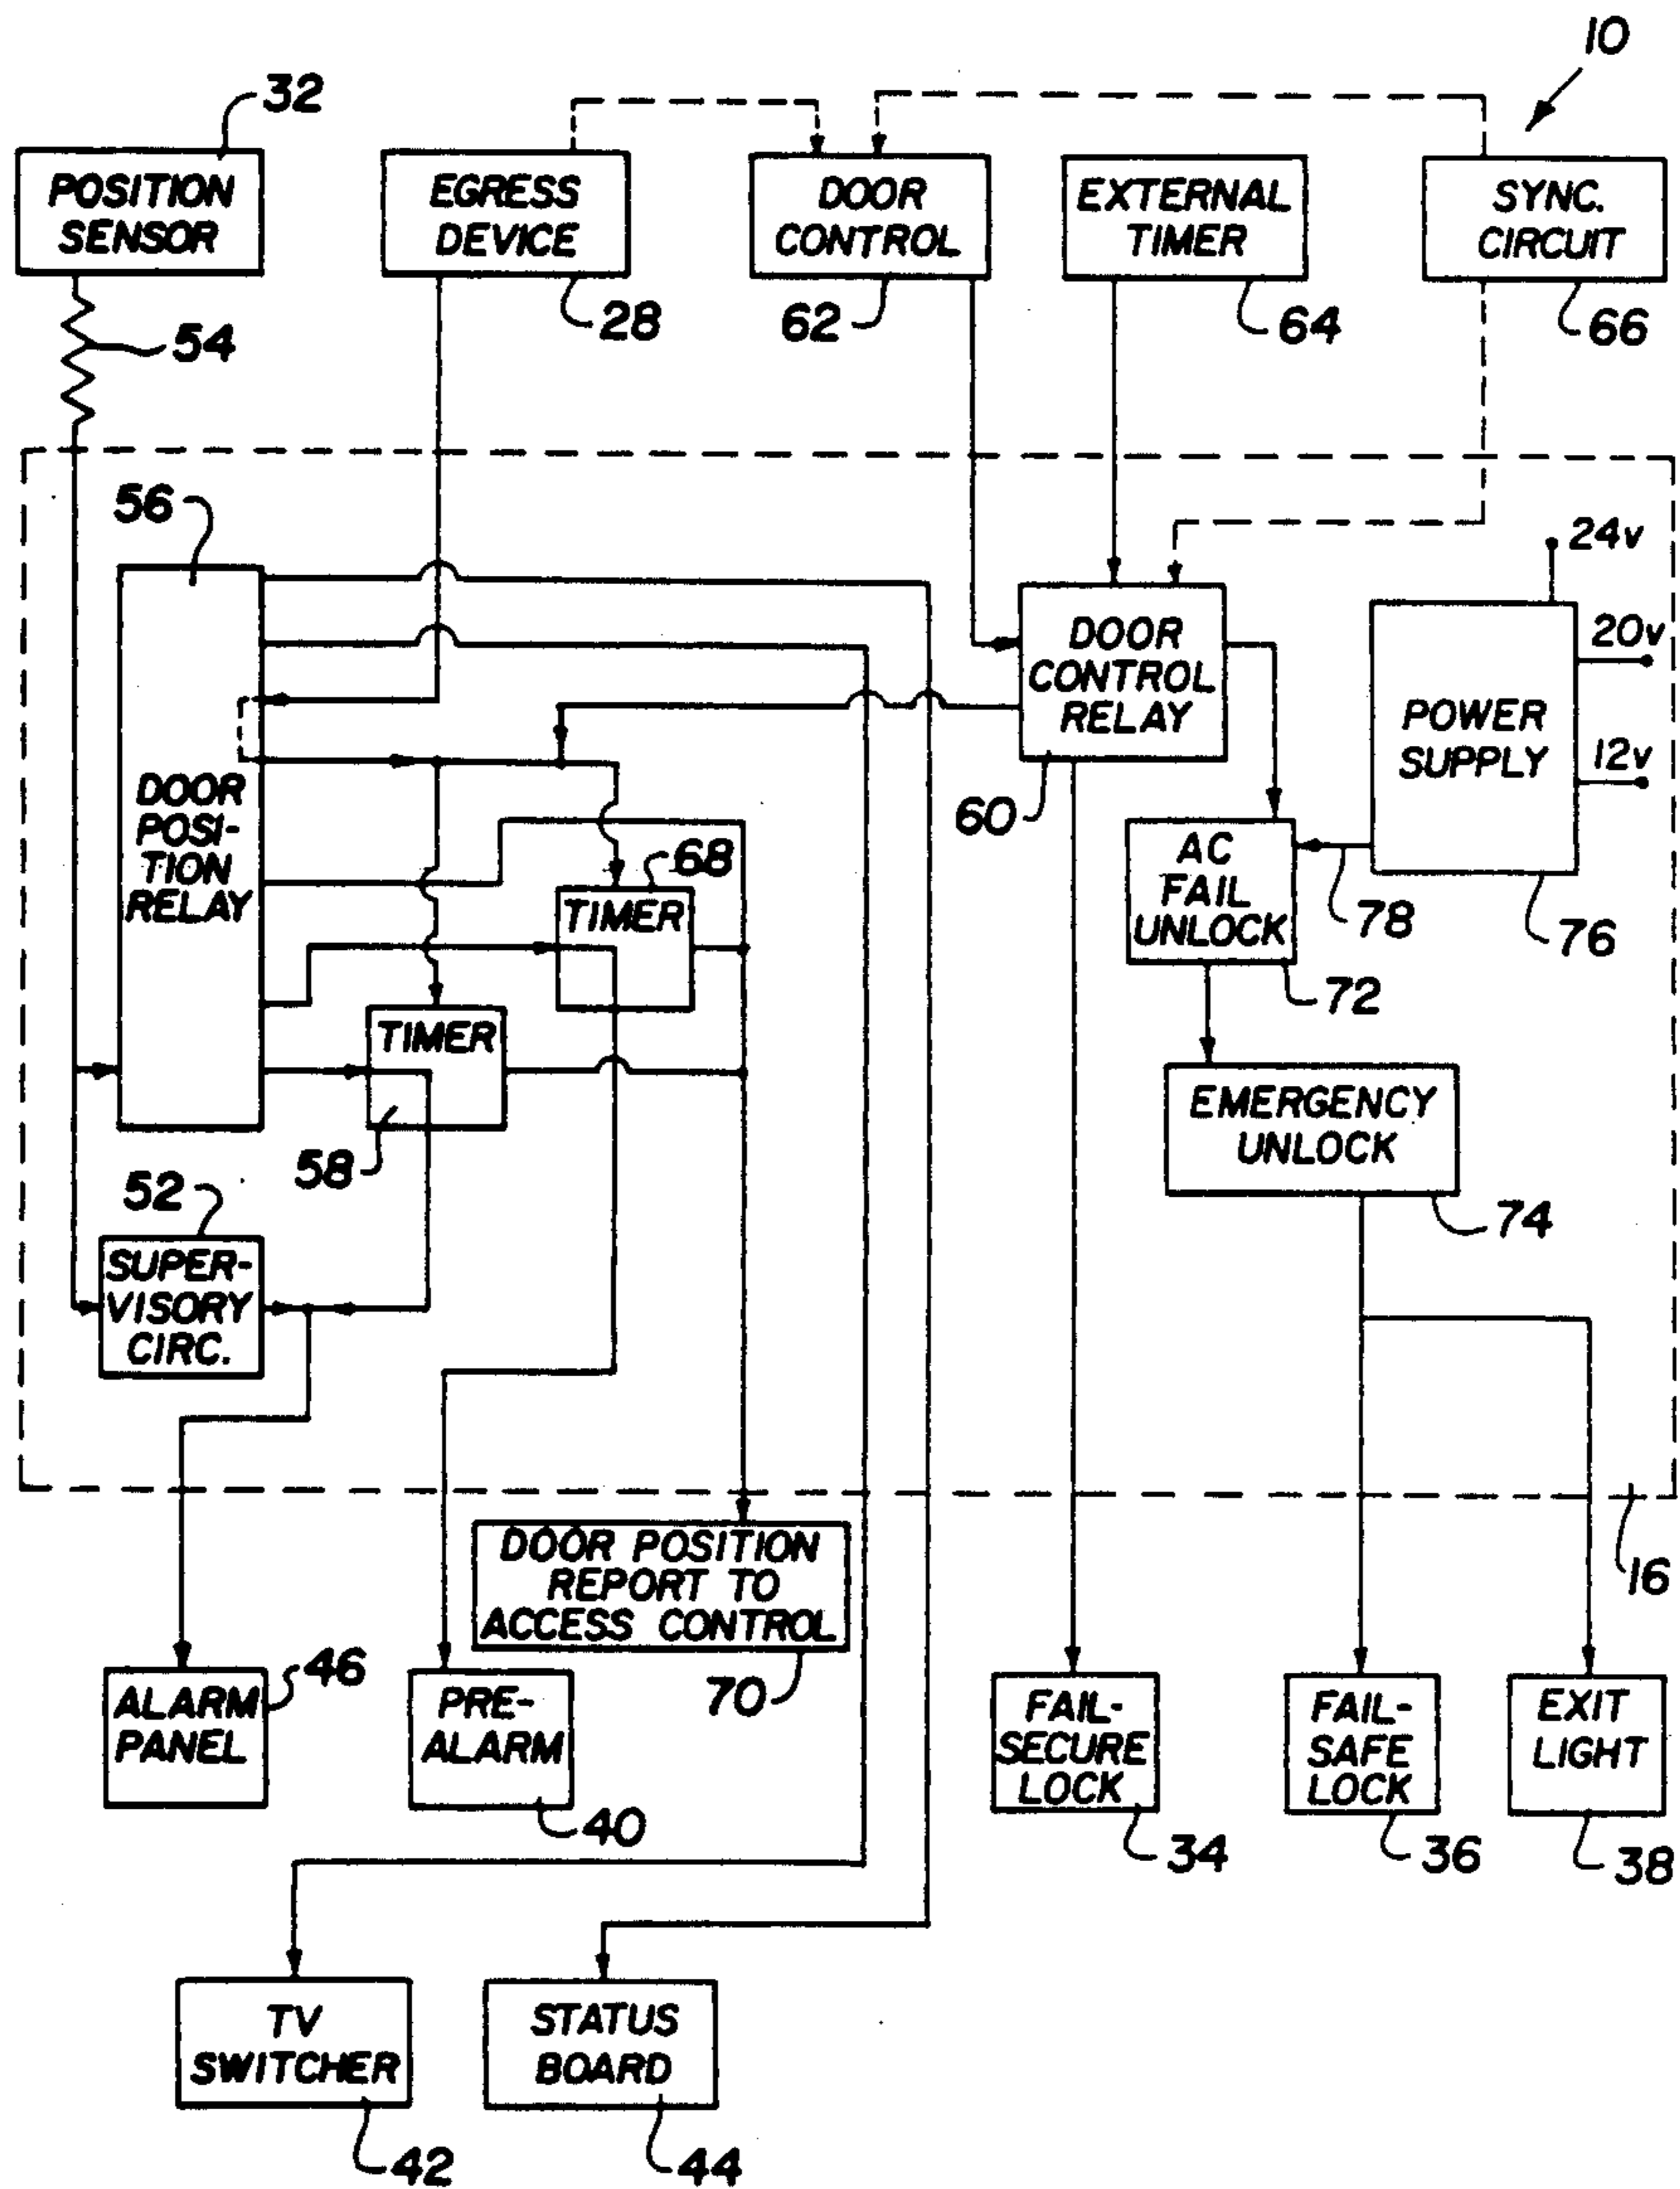 10
32
POSITION
SENSOR
EGRESS
DEVICE
DOOR
CONTROL
EXTERNAL
TIMER
SYNC.
CIRCUIT
54
28
62
64
66
56
24v
20v
12v
DOOR
POSI-
TION
RELAY
DOOR
CONTROL
RELAY
POWER
SUPPLY
60
68
TIMER
AC
FAIL
UNLOCK
78
76
72
TIMER
58
EMERGENCY
UNLOCK
74
52
SUPER-
VISORY
CIRC.
16
DOOR POSITION
REPORT TO
ACCESS CONTROL
70
46
ALARM
PANEL
PRE-
ALARM
40
FAIL-
SECURE
LOCK
34
FAIL-
SAFE
LOCK
36
EXIT
LIGHT
38
TV
SWITCHER
42
STATUS
BOARD
44